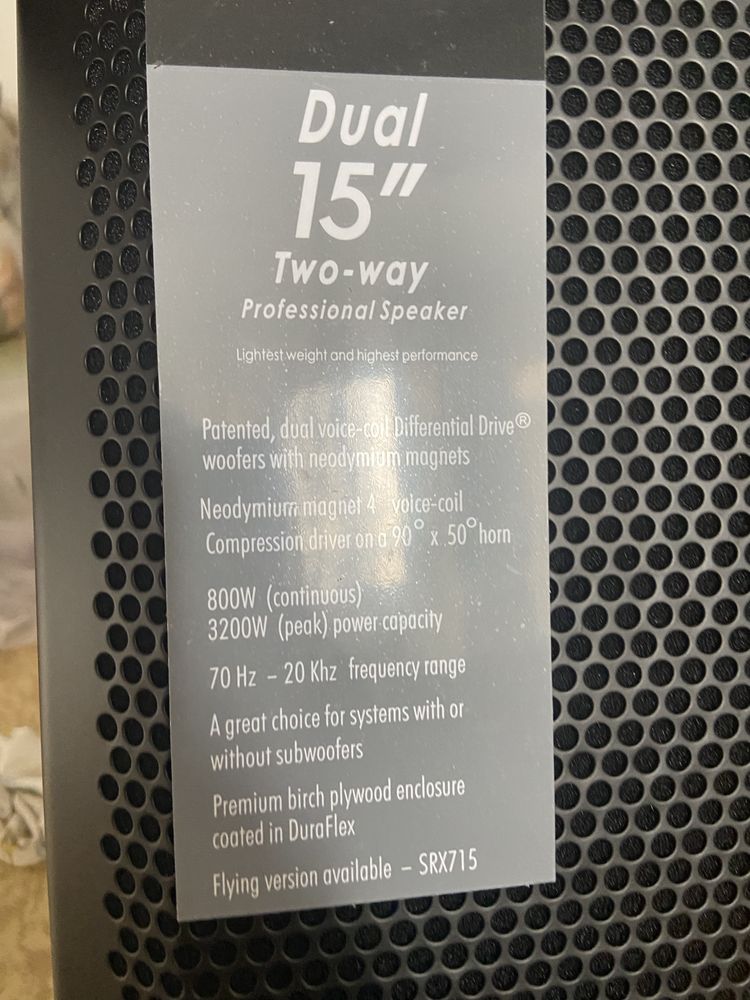 Dual
15"
Two-way
Professional Speaker
Lightest weight and highest performance
Patented, dual voice-coil Differential Drive®
woofers with neodymium magnets
Neodymium magnet 4" voice-coil
Compression driver on a 90° x 50° horn
800W (continuous)
3200W (peak) power capacity
70 Hz – 20 Khz frequency range
A great choice for systems with or
without subwoofers
Premium birch plywood enclosure
coated in DuraFlex
Flying version available – SRX715